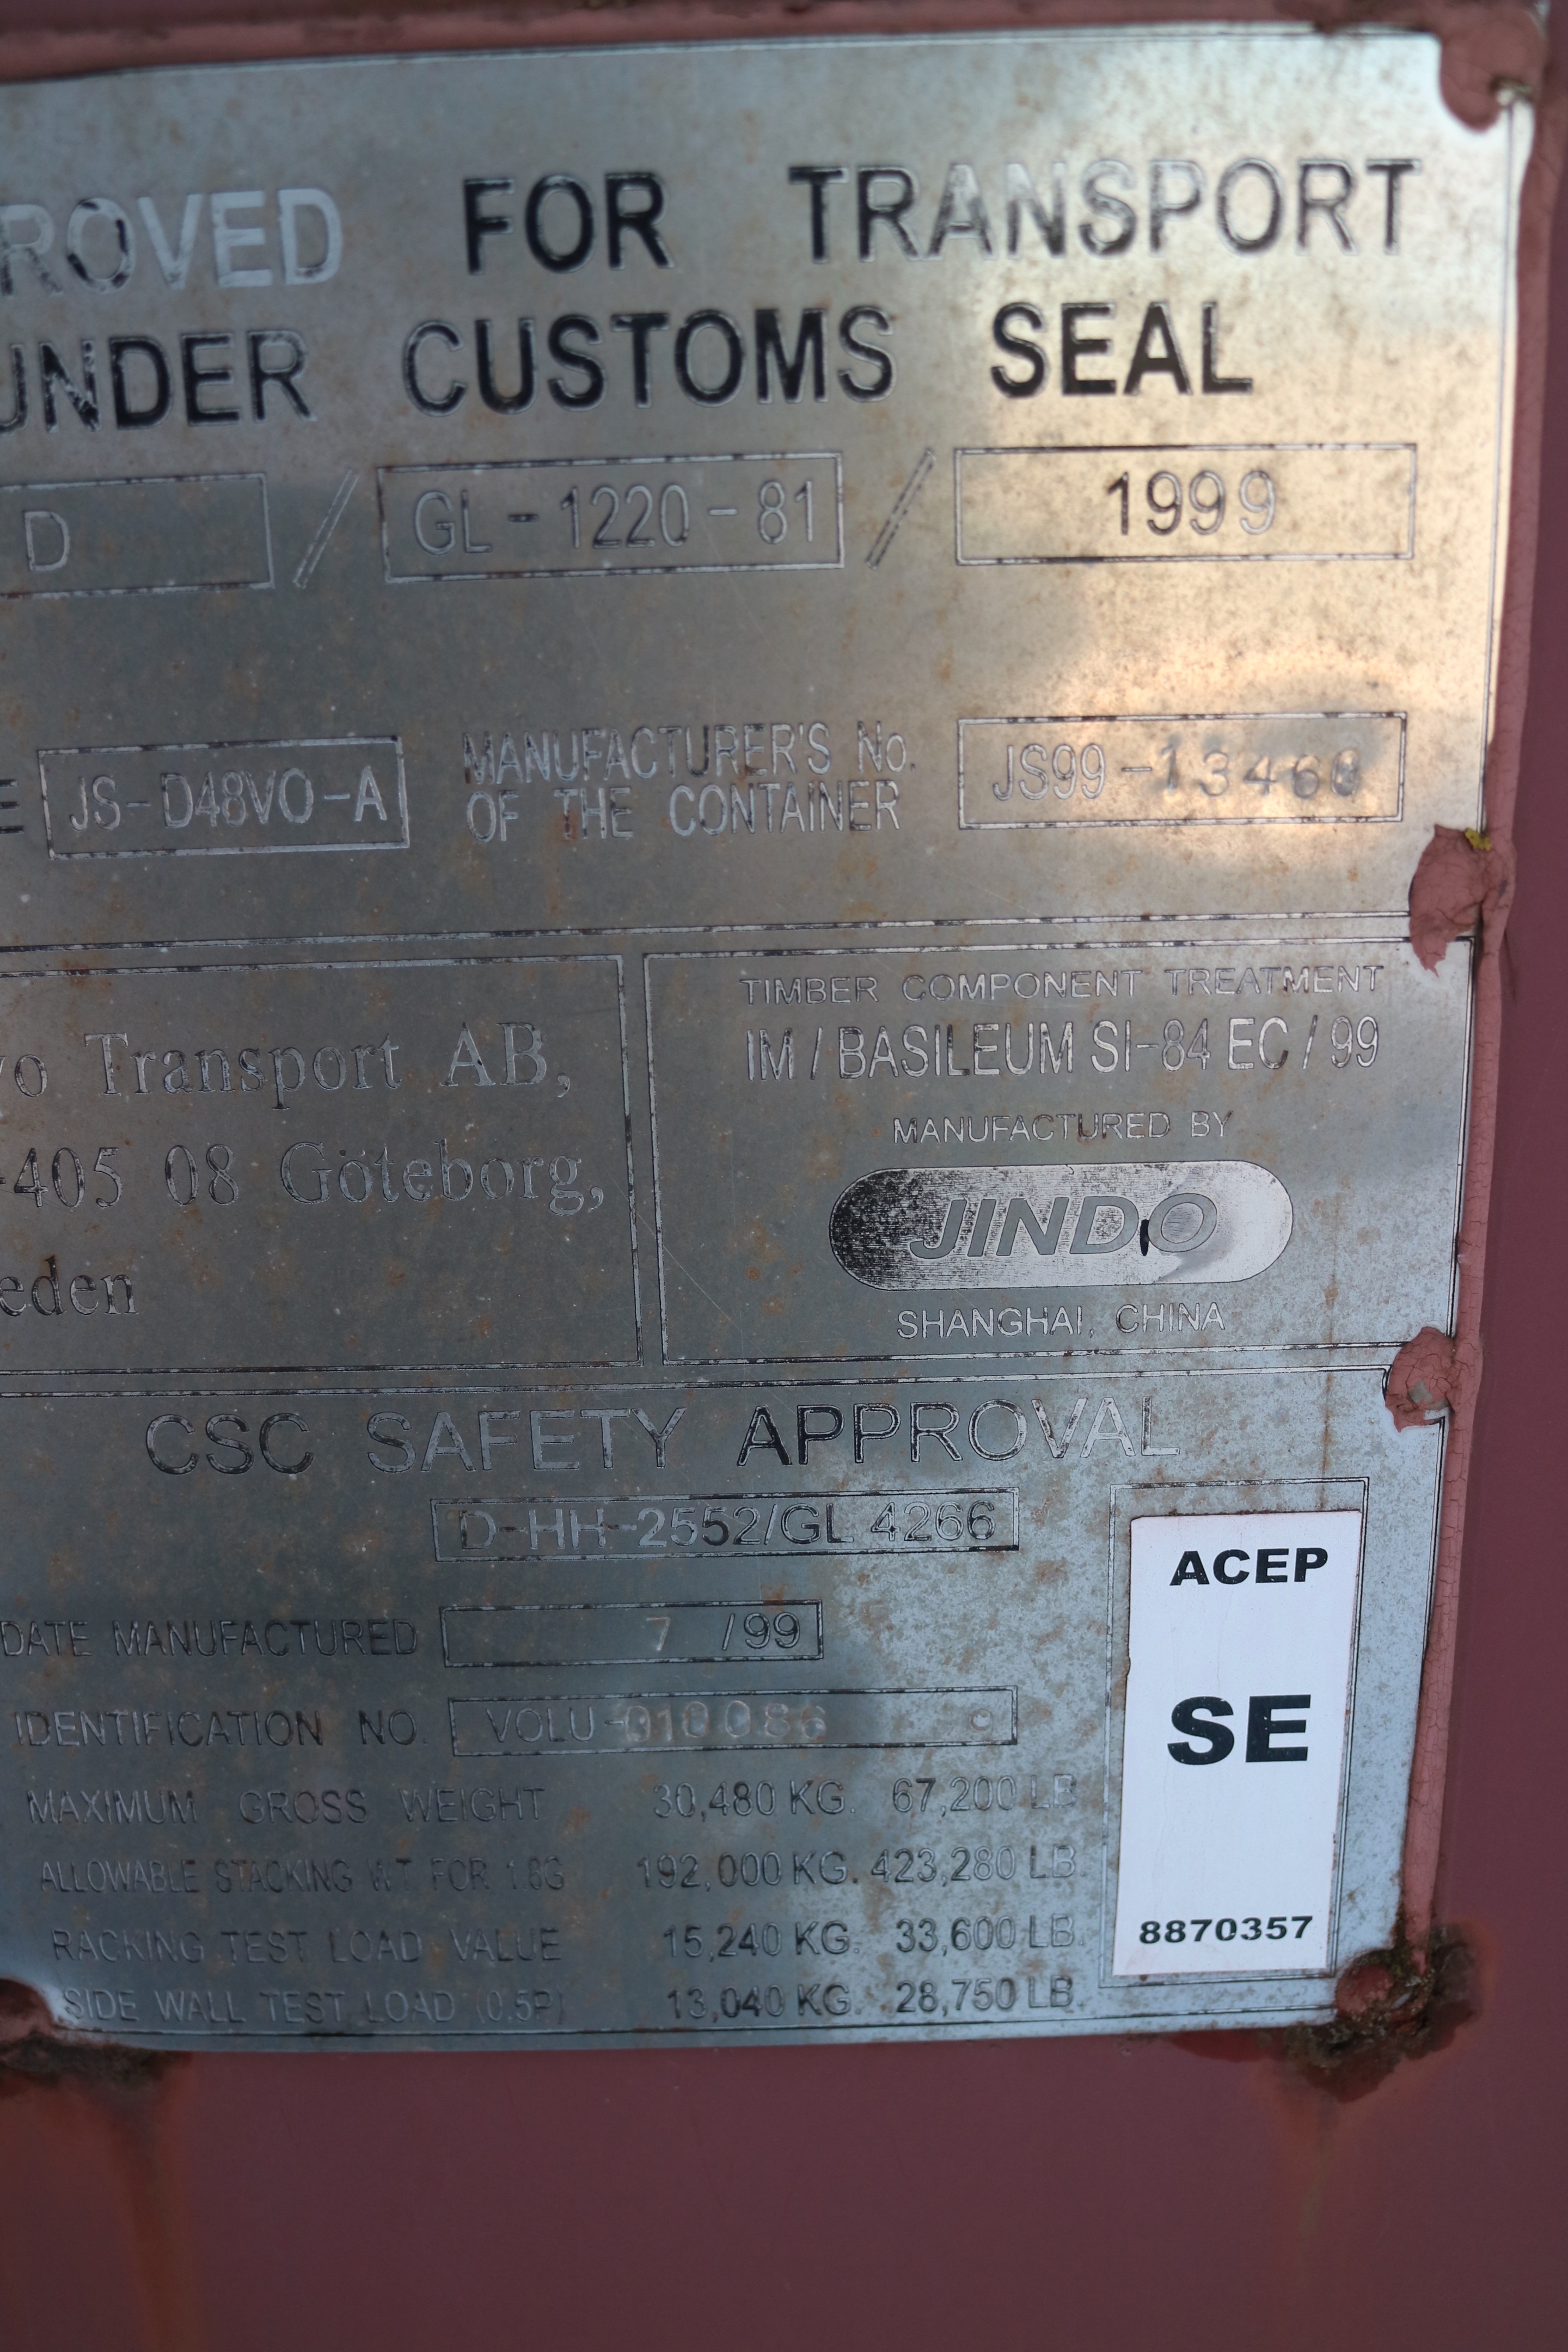 ROVED FOR TRANSPORT
UNDER CUSTOMS SEAL
D / GL-1220-81 / 1999
E JS-D48VO-A MANUFACTURER'S No. OF THE CONTAINER JS99-13468
vo Transport AB,
-405 08 Göteborg,
eden
TIMBER COMPONENT TREATMENT
IM / BASILEUM SI-84 EC / 99
MANUFACTURED BY
JINDO
SHANGHAI, CHINA
CSC SAFETY APPROVAL
D-HH-2552/GL 4266
DATE MANUFACTURED 7 /99
IDENTIFICATION NO. VOLU-
MAXIMUM GROSS WEIGHT 30,480 KG. 67,200 LB
ALLOWABLE STACKING WT. FOR 1.8G 192,000 KG. 423,280 LB.
RACKING TEST LOAD VALUE 15,240 KG. 33,600 LB.
SIDE WALL TEST LOAD (0.5P) 13,040 KG. 28,750 LB.
ACEP
SE
8870357